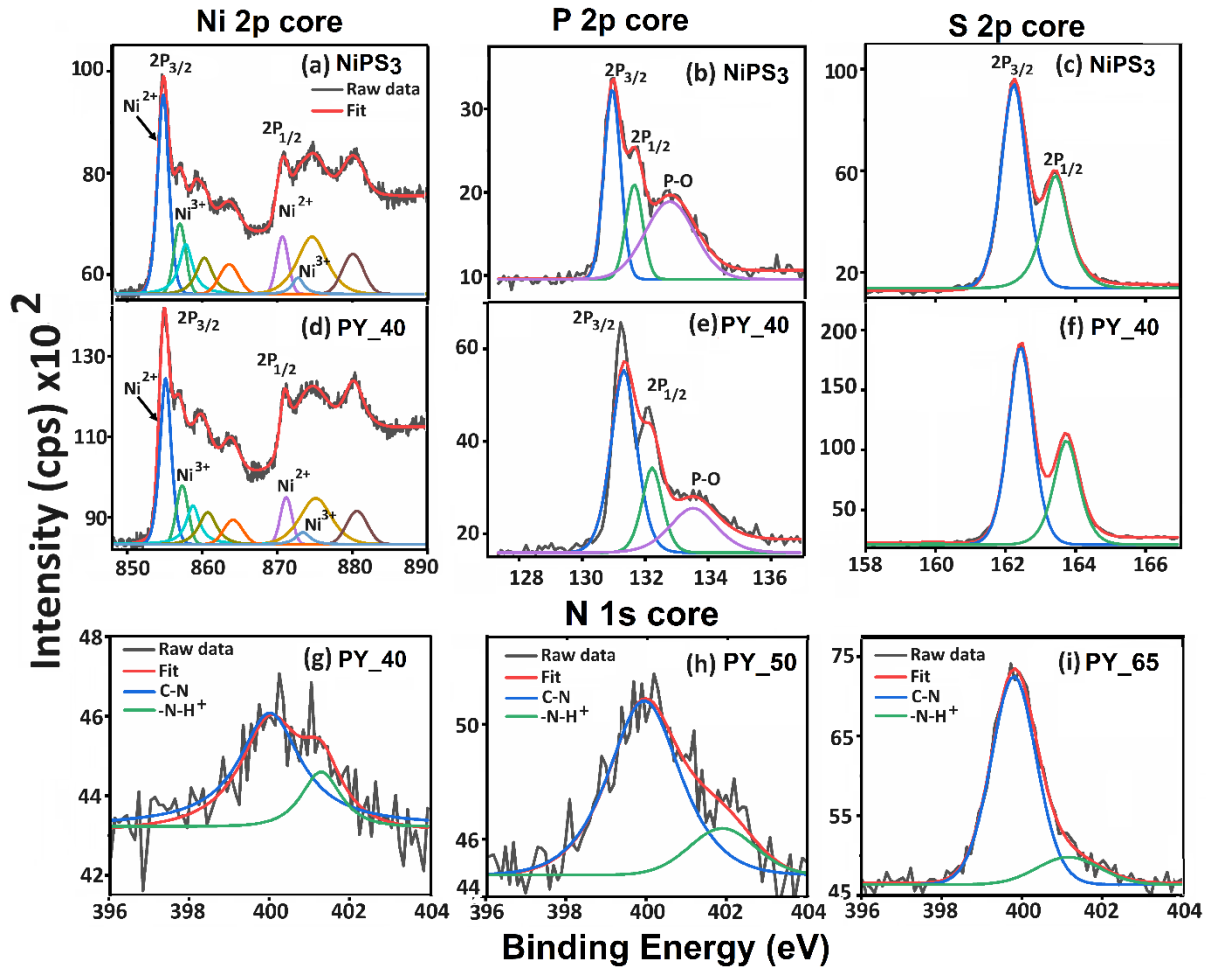 Ni 2p core
P 2p core
S 2p core
Intensity (cps) x10^2
(a) NiPS3
2P3/2
Ni2+
Raw data
Fit
2P1/2
Ni3+
Ni2+
Ni3+
100
80
60
(b) NiPS3
2P3/2
2P1/2
P-O
30
20
10
(c) NiPS3
2P3/2
2P1/2
100
60
20
(d) PY_40
2P3/2
Ni2+
2P1/2
Ni3+
Ni2+
Ni3+
130
110
90
850 860 870 880 890
(e) PY_40
2P3/2
2P1/2
P-O
60
40
20
128 130 132 134 136
(f) PY_40
200
150
100
50
158 160 162 164 166
N 1s core
(g) PY_40
Raw data
Fit
C-N
-N-H+
48
46
44
42
396 398 400 402 404
(h) PY_50
Raw data
Fit
C-N
-N-H+
50
46
44
396 398 400 402 404
(i) PY_65
Raw data
Fit
C-N
-N-H+
75
65
55
45
396 398 400 402 404
Binding Energy (eV)